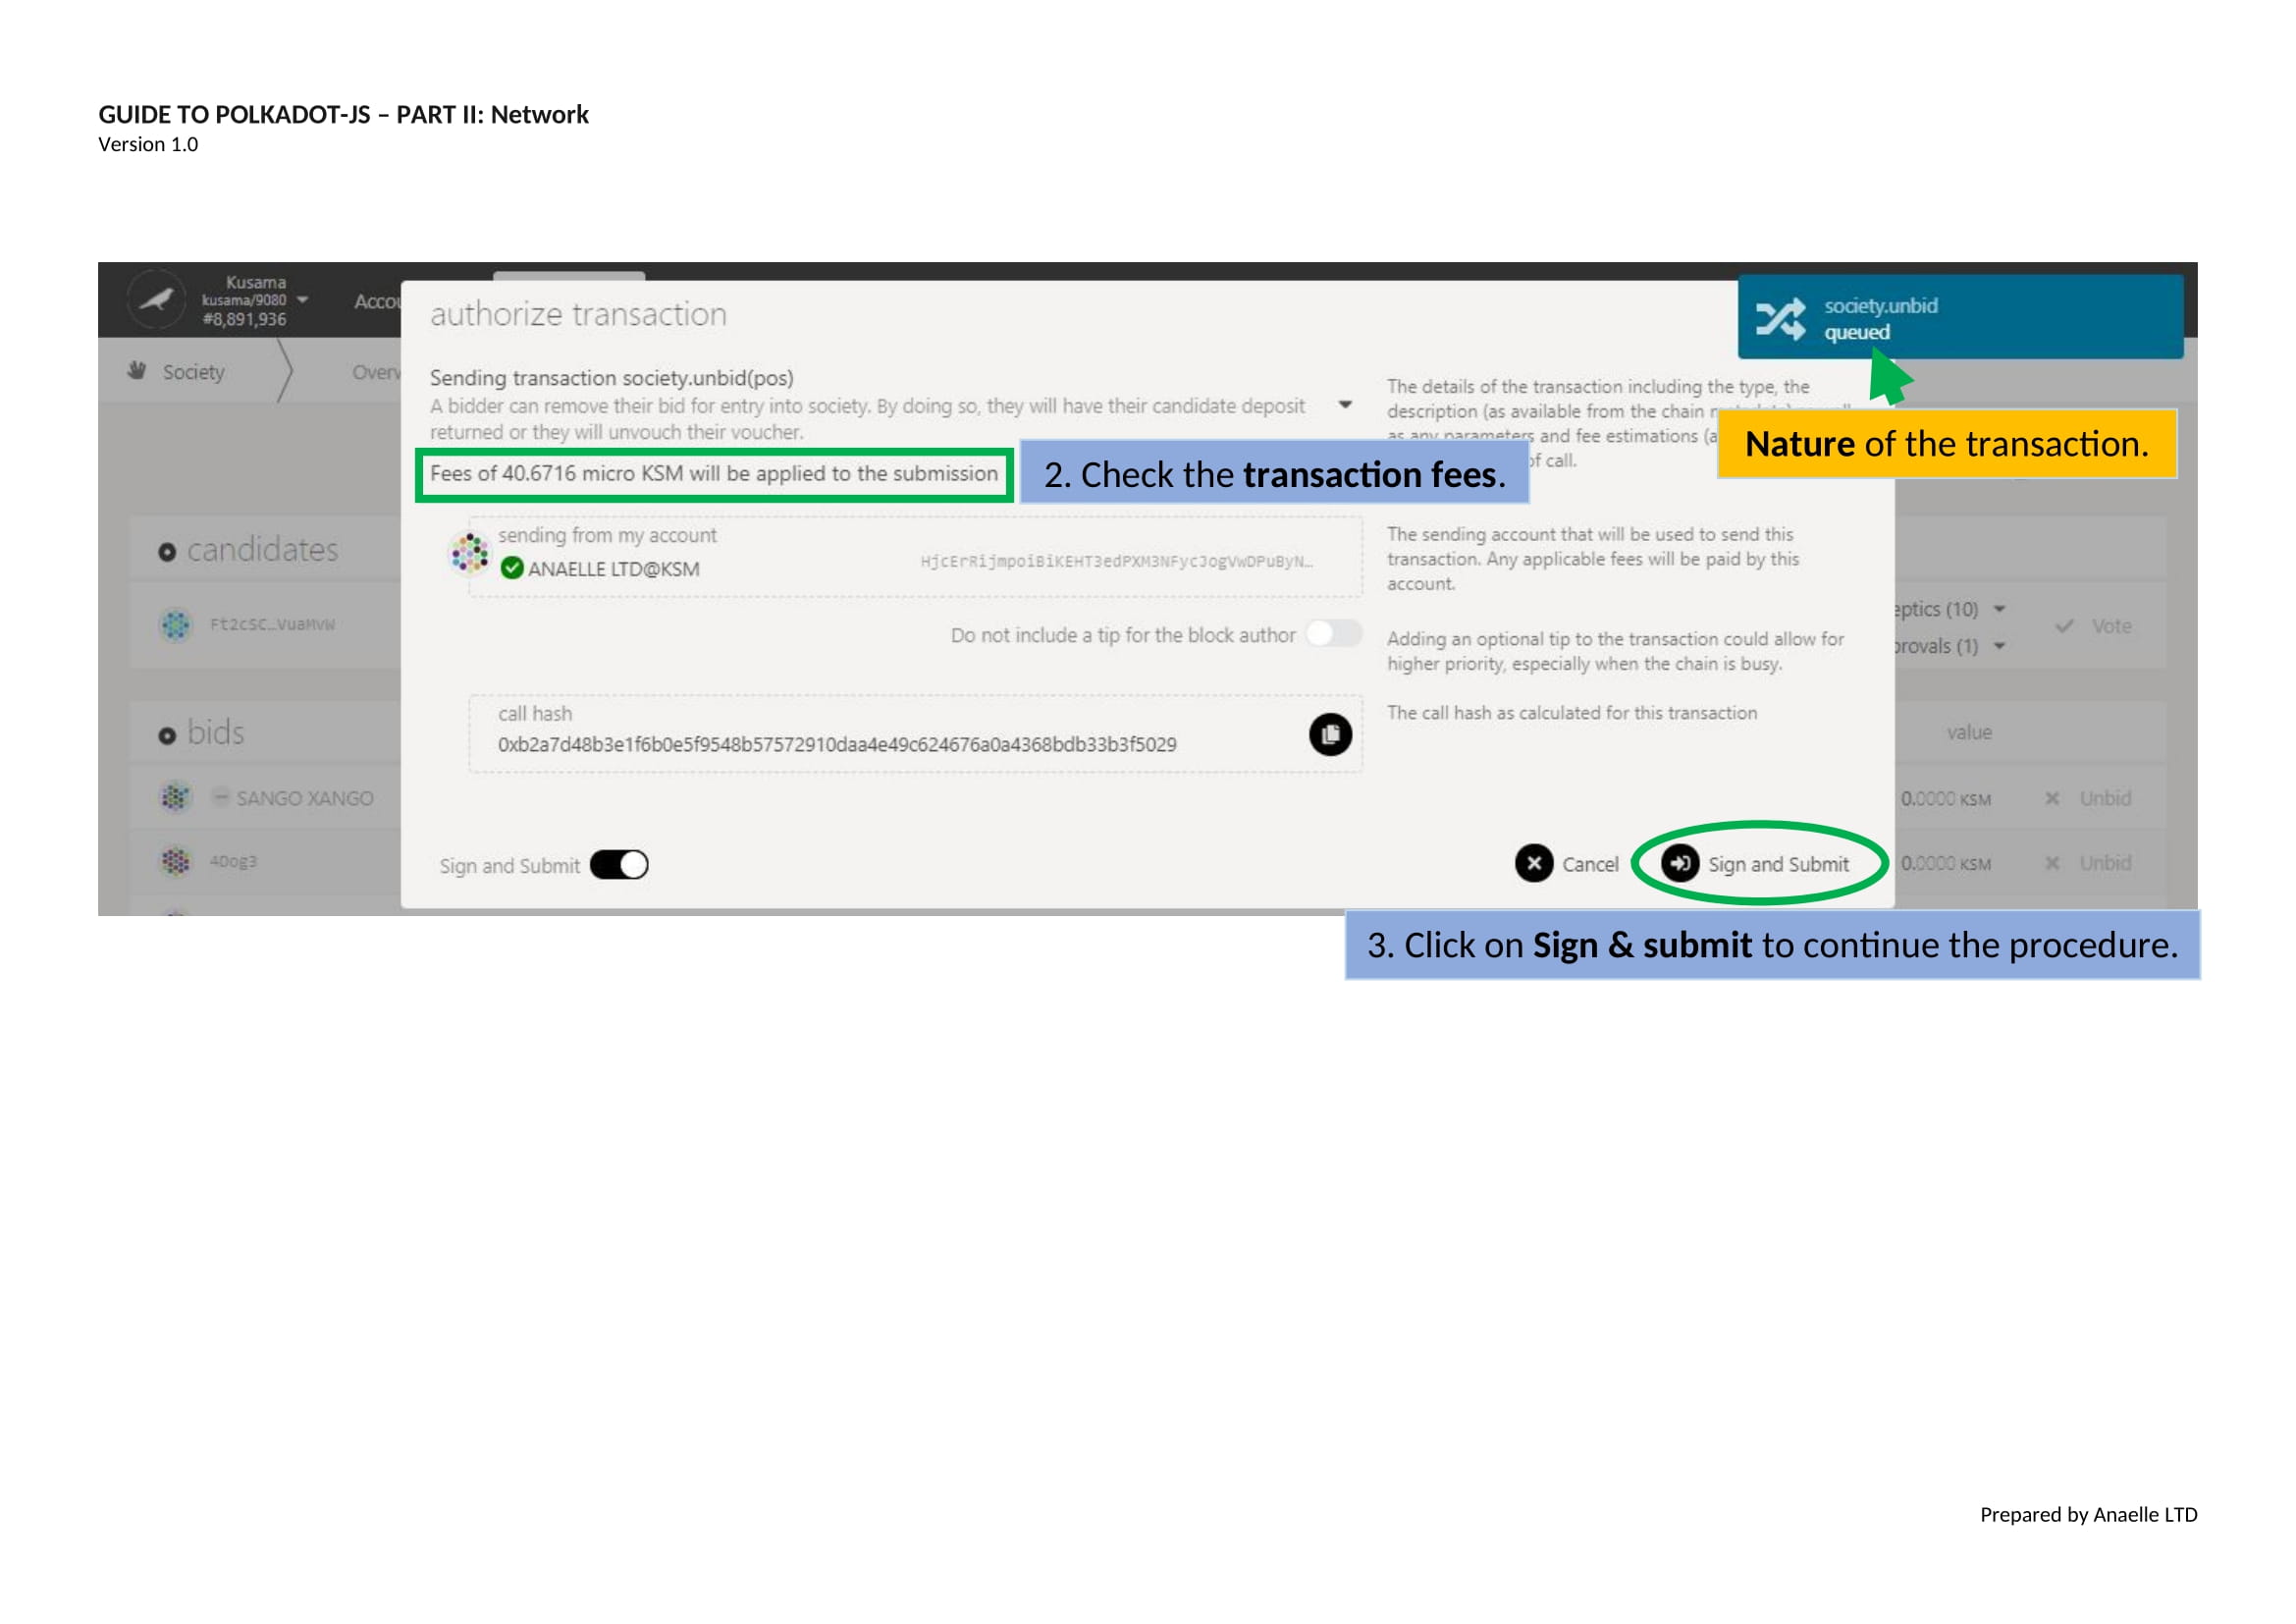 GUIDE TO POLKADOT-JS – PART II: Network
Version 1.0
Kusama
kusama/9080
#8,891,936
Accou
society.unbid
queued
authorize transaction
Society
Overv
Sending transaction society.unbid(pos)
A bidder can remove their bid for entry into society. By doing so, they will have their candidate deposit
returned or they will unvouch their voucher.
Fees of 40.6716 micro KSM will be applied to the submission
2. Check the transaction fees.
The details of the transaction including the type, the
description (as available from the chain
as any parameters and fee estimations (a
of call.
Nature of the transaction.
candidates
sending from my account
ANAELLE LTD@KSM
HjcErRijmpoiBiKEHT3edPXM3NFycJogVwDPuByN…
The sending account that will be used to send this
transaction. Any applicable fees will be paid by this
account.
Ft2cSC…VuaMvW
Do not include a tip for the block author
Adding an optional tip to the transaction could allow for
higher priority, especially when the chain is busy.
eptics (10)
provals (1)
Vote
bids
value
call hash
0xb2a7d48b3e1f6b0e5f9548b57572910daa4e49c624676a0a4368bdb33b3f5029
The call hash as calculated for this transaction
SANGO XANGO
0.0000 KSM
Unbid
4Dog3
0.0000 KSM
Unbid
Sign and Submit
Cancel
Sign and Submit
3. Click on Sign & submit to continue the procedure.
Prepared by Anaelle LTD